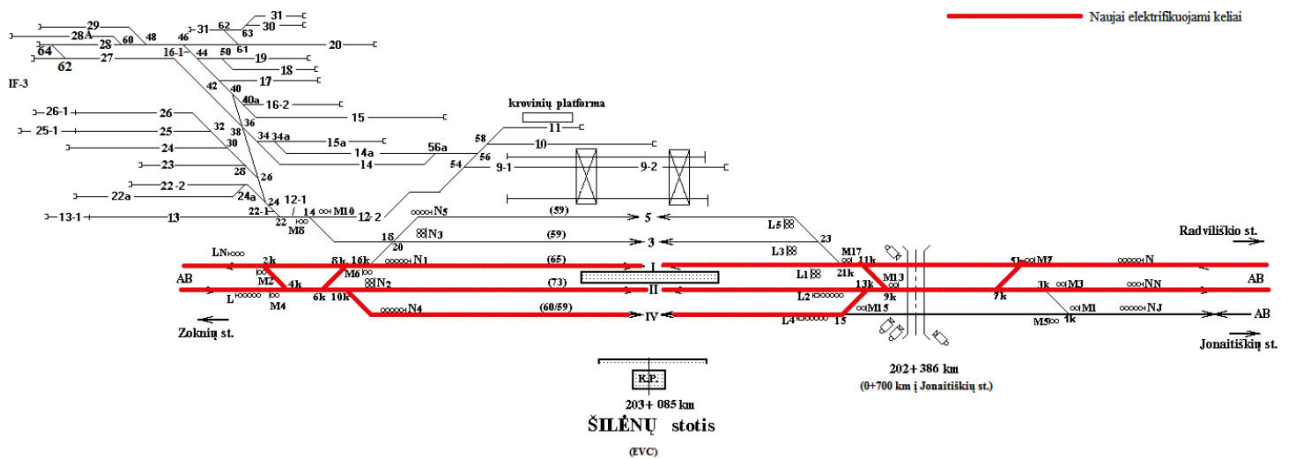 Naujai elektrifikuojami keliai
31
29 62 30
28A 31 63
64 28 60 48 46 61 20
62 27 16-1 44 50 19
18
IF-3 42 40 17
40a 16-2
krovinių platforma
26-1 26 36 15 11
25-1 25 32 38 34 34a 15a 58
24 30 14a 56a 56 10
23 28 14 54 9-1 9-2
22-2 26
22a 24a 24 12-1
13-1 13 22-1 22 M8 14 M10 12-2 N5 (59) 5 L5
18 20 N3 (59) 3 L3 23
Radviliškio st.
LN 2k 8k 16k N1 (65) I M17 11k 5k M7 N
AB M2 M6 N2 L1 21k M13 AB
4k (73) II 13k 3k M3 NN
L M4 6k 10k L2 9k 7k
N4 (60/59) IV L4 15 M15 M1 NJ AB
M5 1k
Zoknių st.
Jonaitiškių st.
K.P.
202+386 km
(0+700 km į Jonaitiškių st.)
203+085 km
ŠILĖNŲ stotis
(EVC)